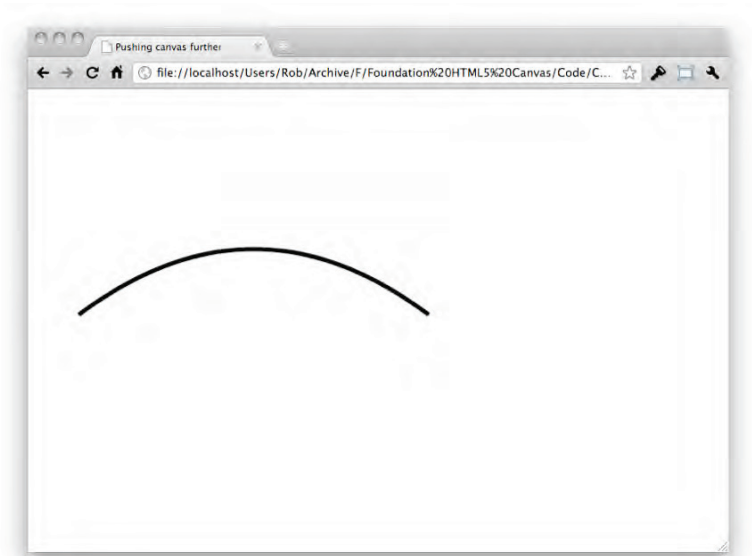 Pushing canvas further
file://localhost/Users/Rob/Archive/F/Foundation%20HTML5%20Canvas/Code/C...